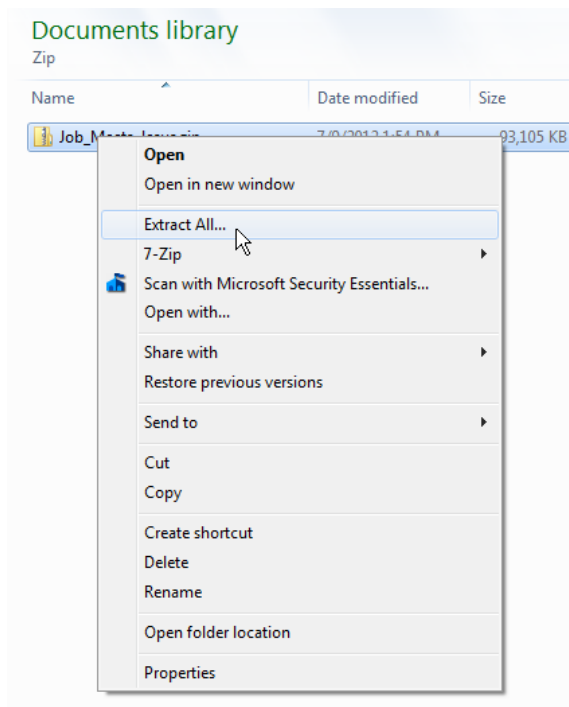 Documents library
Zip
Name Date modified Size
93,105 KB
Open
Open in new window
Extract All...
7-Zip
Scan with Microsoft Security Essentials...
Open with...
Share with
Restore previous versions
Send to
Cut
Copy
Create shortcut
Delete
Rename
Open folder location
Properties